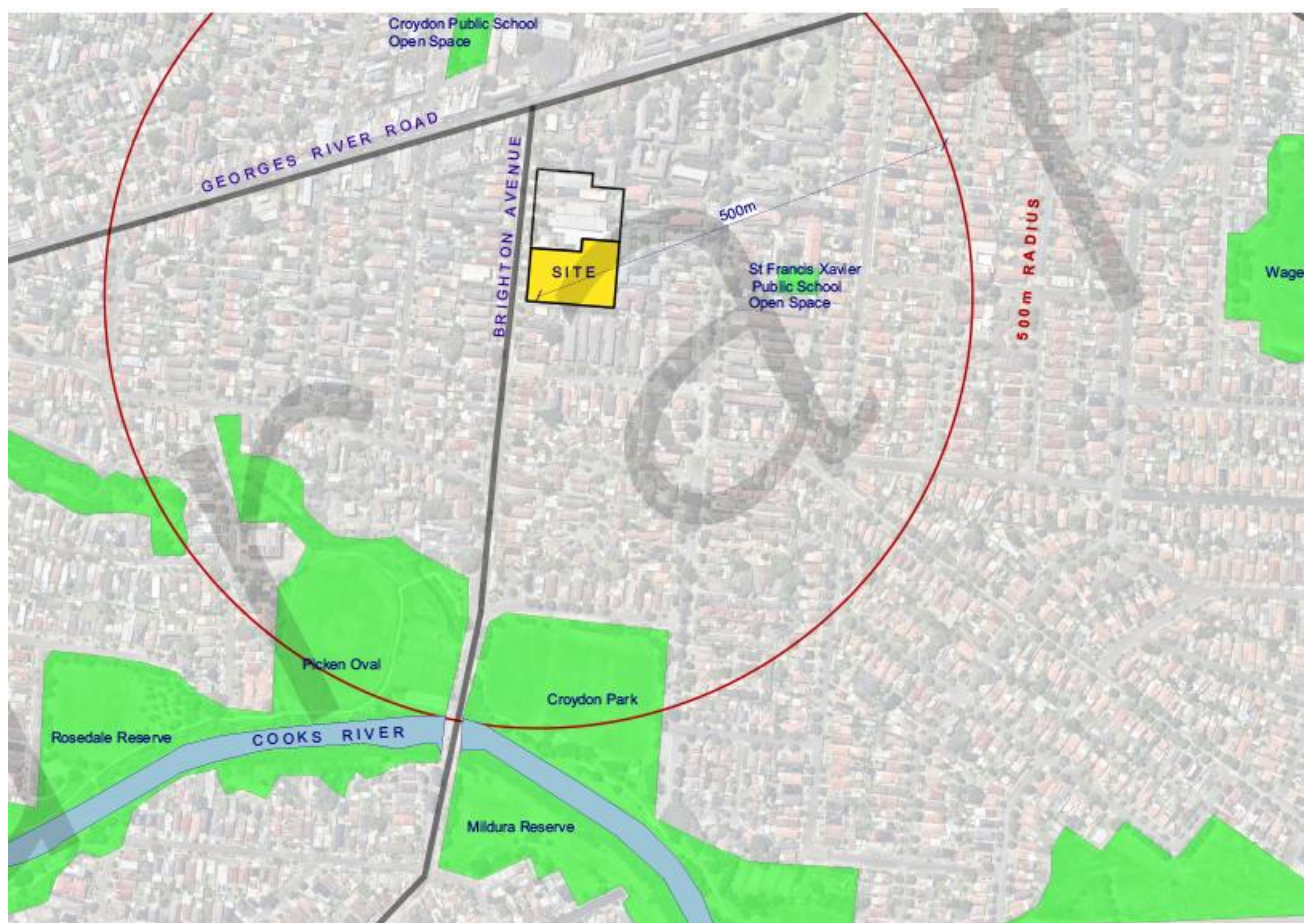 Croydon Public School
Open Space
GEORGES RIVER ROAD
BRIGHTON AVENUE
500m
SITE
St Francis Xavier
Public School
Open Space
500m RADIUS
Wage
Picken Oval
Croydon Park
Rosedale Reserve
COOKS RIVER
Mildura Reserve